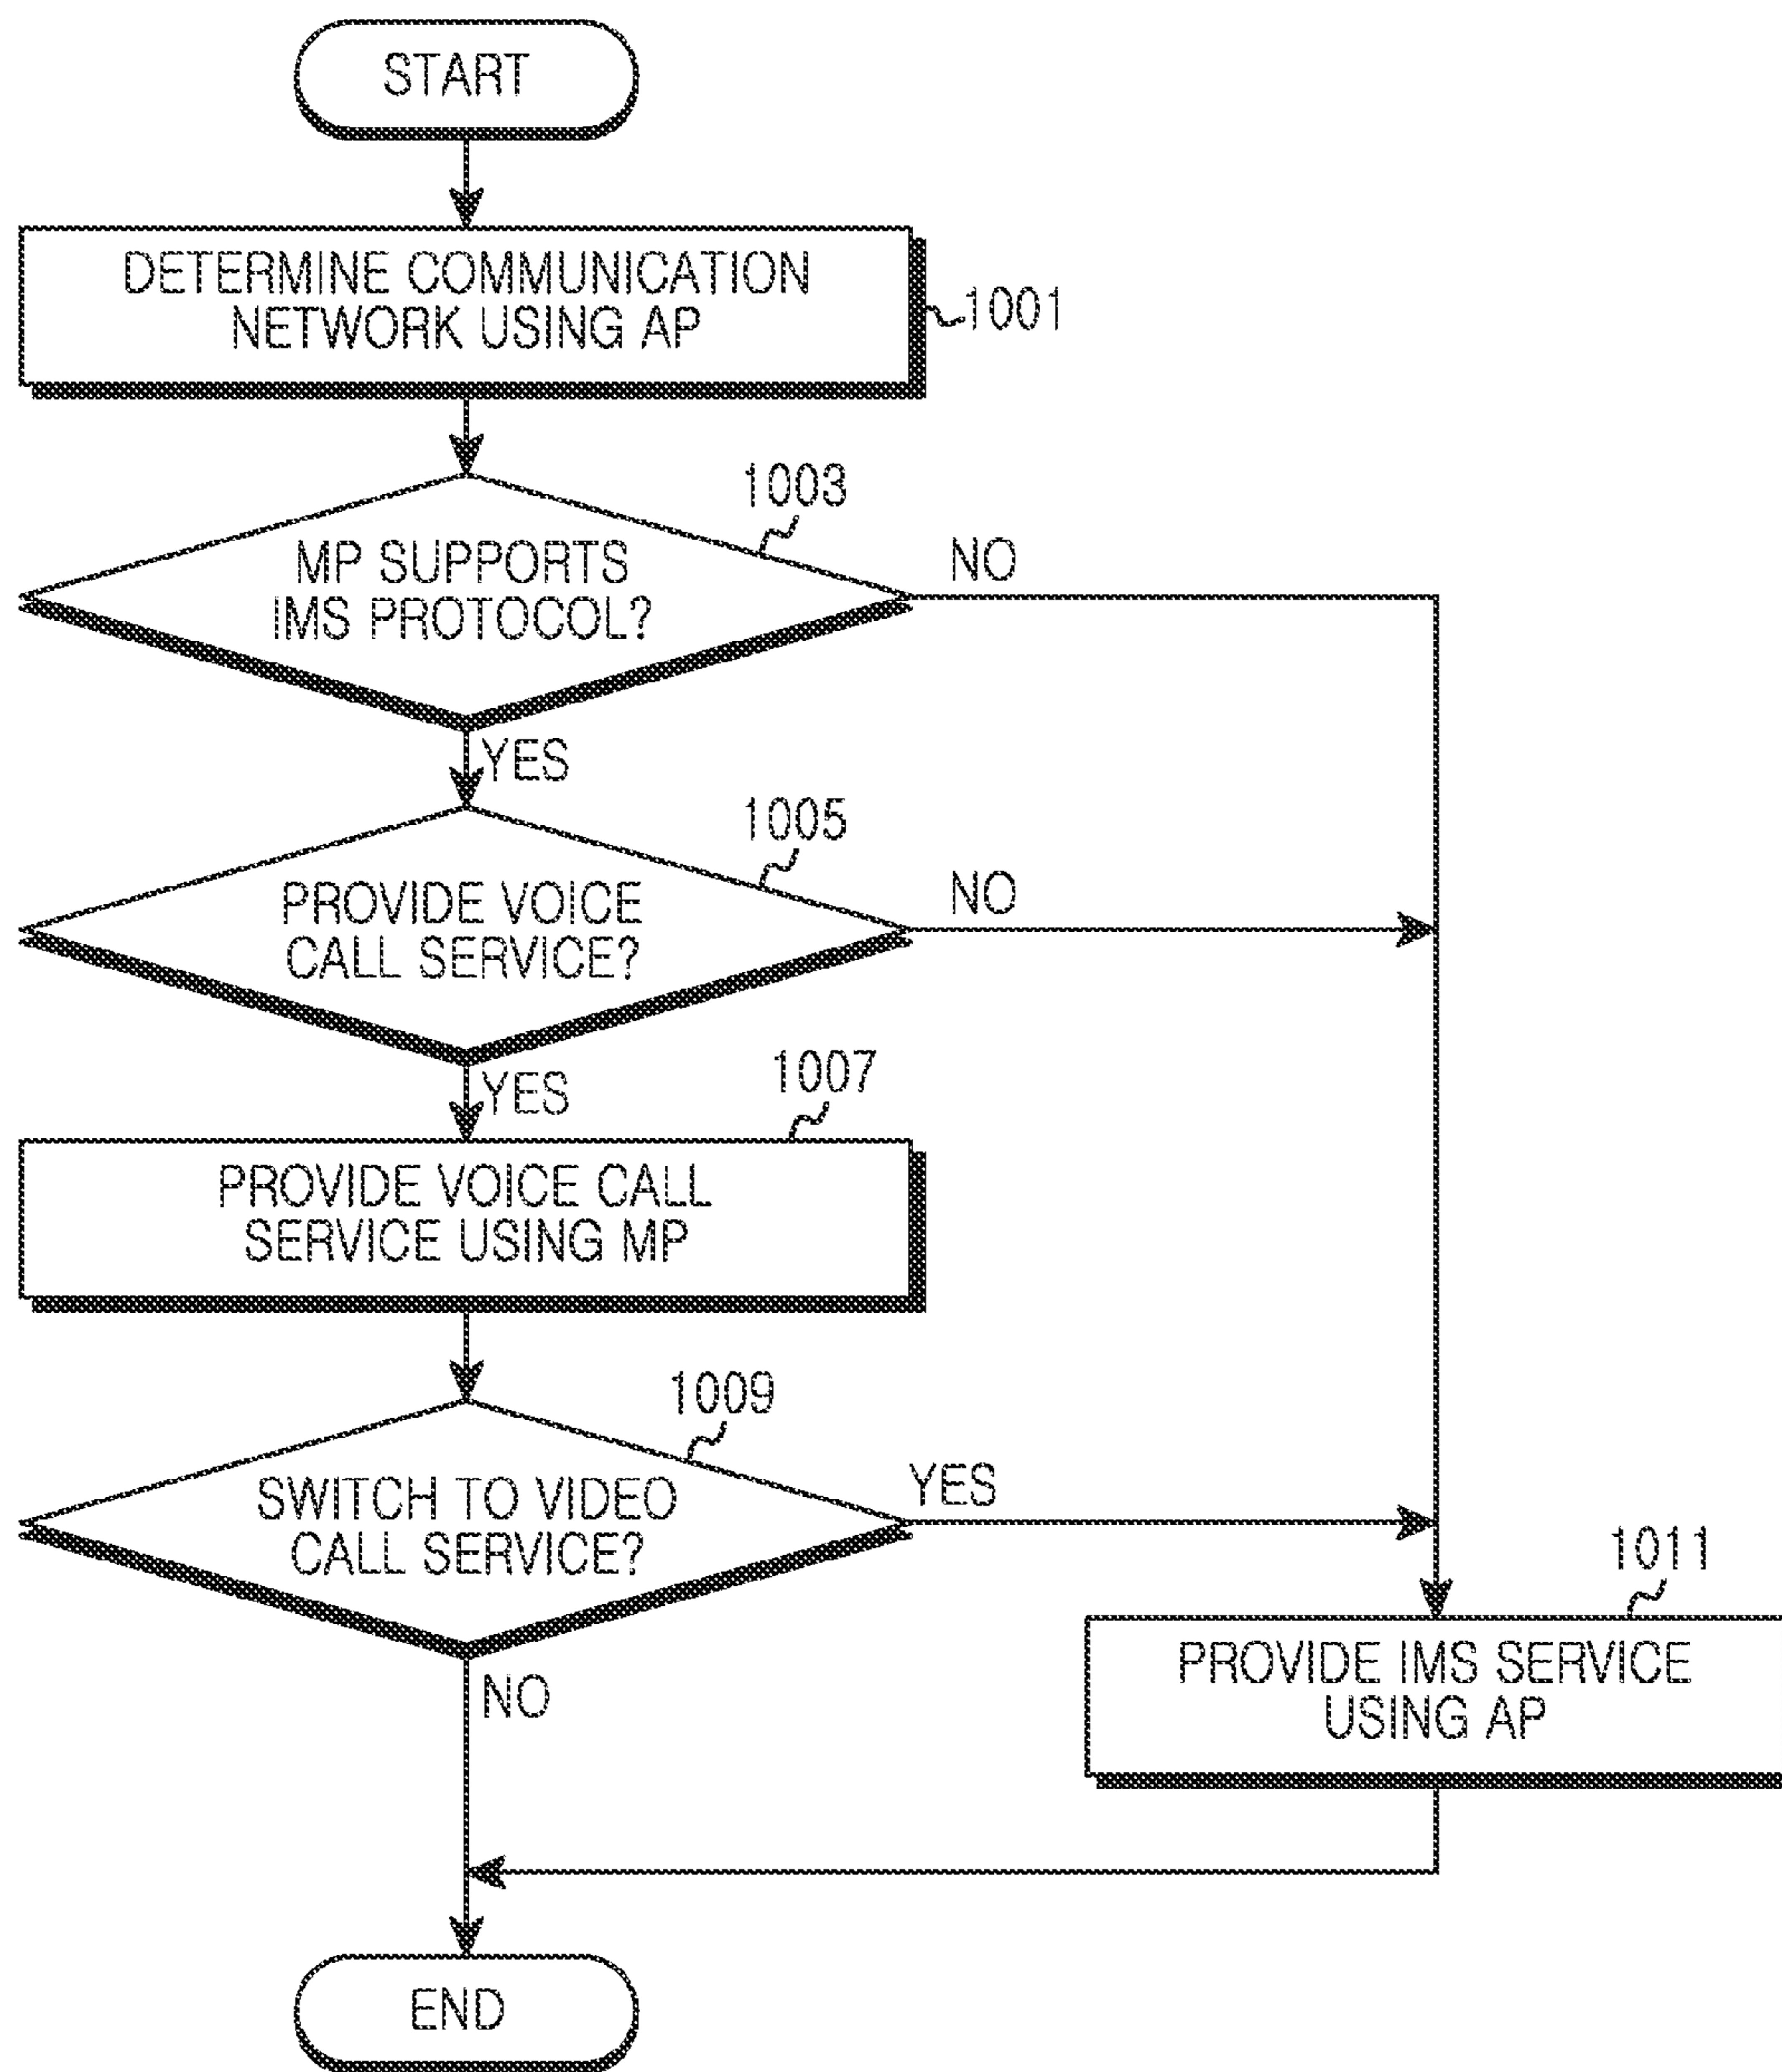 START
DETERMINE COMMUNICATION
NETWORK USING AP
1001
1003
MP SUPPORTS
IMS PROTOCOL?
NO
YES
1005
PROVIDE VOICE
CALL SERVICE?
NO
YES
1007
PROVIDE VOICE CALL
SERVICE USING MP
1009
SWITCH TO VIDEO
CALL SERVICE?
YES
NO
1011
PROVIDE IMS SERVICE
USING AP
END